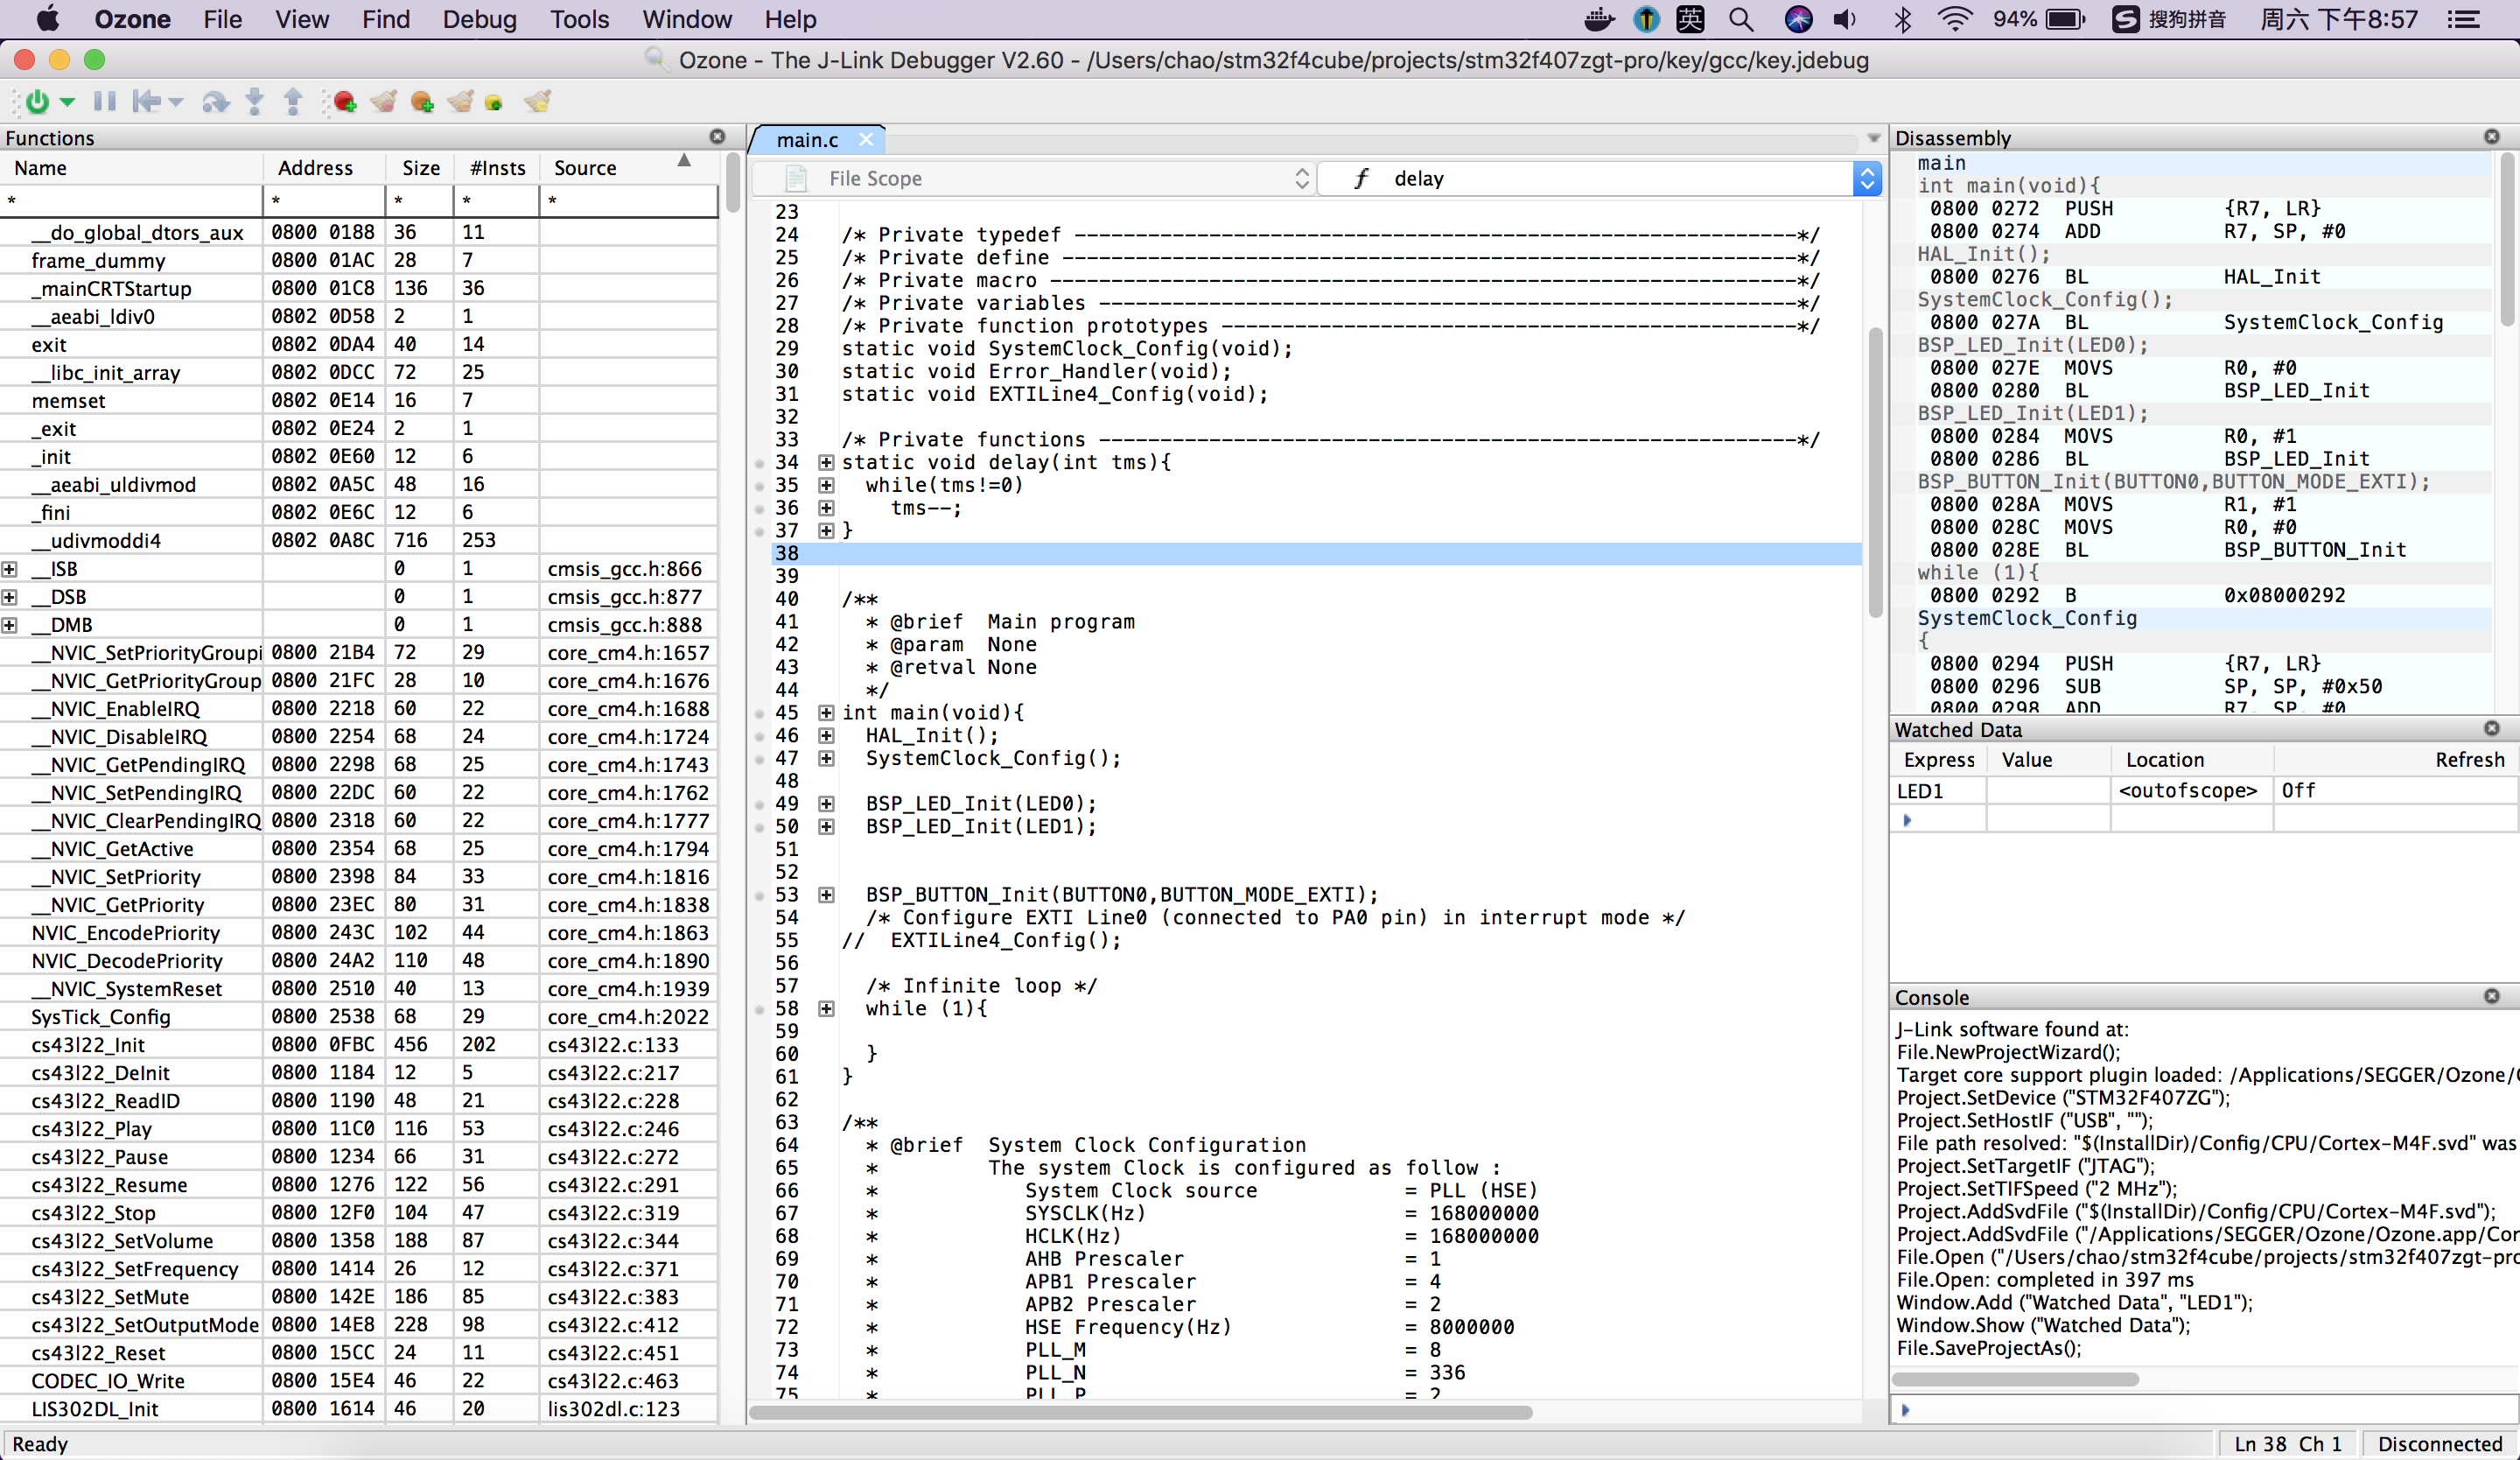 Ozone File View Find Debug Tools Window Help 英 94% 搜狗拼音 周六 下午8:57
Ozone - The J-Link Debugger V2.60 - /Users/chao/stm32f4cube/projects/stm32f407zgt-pro/key/gcc/key.jdebug
Functions
Name Address Size #Insts Source
* * * * *
__do_global_dtors_aux 0800 0188 36 11
frame_dummy 0800 01AC 28 7
_mainCRTStartup 0800 01C8 136 36
__aeabi_ldiv0 0802 0D58 2 1
exit 0802 0DA4 40 14
__libc_init_array 0802 0DCC 72 25
memset 0802 0E14 16 7
_exit 0802 0E24 2 1
_init 0802 0E60 12 6
__aeabi_uldivmod 0802 0A5C 48 16
_fini 0802 0E6C 12 6
__udivmoddi4 0802 0A8C 716 253
__ISB 0 1 cmsis_gcc.h:866
__DSB 0 1 cmsis_gcc.h:877
__DMB 0 1 cmsis_gcc.h:888
__NVIC_SetPriorityGroupi 0800 21B4 72 29 core_cm4.h:1657
__NVIC_GetPriorityGroup 0800 21FC 28 10 core_cm4.h:1676
__NVIC_EnableIRQ 0800 2218 60 22 core_cm4.h:1688
__NVIC_DisableIRQ 0800 2254 68 24 core_cm4.h:1724
__NVIC_GetPendingIRQ 0800 2298 68 25 core_cm4.h:1743
__NVIC_SetPendingIRQ 0800 22DC 60 22 core_cm4.h:1762
__NVIC_ClearPendingIRQ 0800 2318 60 22 core_cm4.h:1777
__NVIC_GetActive 0800 2354 68 25 core_cm4.h:1794
__NVIC_SetPriority 0800 2398 84 33 core_cm4.h:1816
__NVIC_GetPriority 0800 23EC 80 31 core_cm4.h:1838
NVIC_EncodePriority 0800 243C 102 44 core_cm4.h:1863
NVIC_DecodePriority 0800 24A2 110 48 core_cm4.h:1890
__NVIC_SystemReset 0800 2510 40 13 core_cm4.h:1939
SysTick_Config 0800 2538 68 29 core_cm4.h:2022
cs43l22_Init 0800 0FBC 456 202 cs43l22.c:133
cs43l22_DeInit 0800 1184 12 5 cs43l22.c:217
cs43l22_ReadID 0800 1190 48 21 cs43l22.c:228
cs43l22_Play 0800 11C0 116 53 cs43l22.c:246
cs43l22_Pause 0800 1234 66 31 cs43l22.c:272
cs43l22_Resume 0800 1276 122 56 cs43l22.c:291
cs43l22_Stop 0800 12F0 104 47 cs43l22.c:319
cs43l22_SetVolume 0800 1358 188 87 cs43l22.c:344
cs43l22_SetFrequency 0800 1414 26 12 cs43l22.c:371
cs43l22_SetMute 0800 142E 186 85 cs43l22.c:383
cs43l22_SetOutputMode 0800 14E8 228 98 cs43l22.c:412
cs43l22_Reset 0800 15CC 24 11 cs43l22.c:451
CODEC_IO_Write 0800 15E4 46 22 cs43l22.c:463
LIS302DL_Init 0800 1614 46 20 lis302dl.c:123
main.c
File Scope f delay
23
24 /* Private typedef -----------------------------------------------------------*/
25 /* Private define ------------------------------------------------------------*/
26 /* Private macro -------------------------------------------------------------*/
27 /* Private variables ---------------------------------------------------------*/
28 /* Private function prototypes -----------------------------------------------*/
29 static void SystemClock_Config(void);
30 static void Error_Handler(void);
31 static void EXTILine4_Config(void);
32
33 /* Private functions ---------------------------------------------------------*/
34 static void delay(int tms){
35 while(tms!=0)
36 tms--;
37 }
38
39
40 /**
41 * @brief Main program
42 * @param None
43 * @retval None
44 */
45 int main(void){
46 HAL_Init();
47 SystemClock_Config();
48
49 BSP_LED_Init(LED0);
50 BSP_LED_Init(LED1);
51
52
53 BSP_BUTTON_Init(BUTTON0,BUTTON_MODE_EXTI);
54 /* Configure EXTI Line0 (connected to PA0 pin) in interrupt mode */
55 // EXTILine4_Config();
56
57 /* Infinite loop */
58 while (1){
59
60 }
61 }
62
63 /**
64 * @brief System Clock Configuration
65 * The system Clock is configured as follow :
66 * System Clock source = PLL (HSE)
67 * SYSCLK(Hz) = 168000000
68 * HCLK(Hz) = 168000000
69 * AHB Prescaler = 1
70 * APB1 Prescaler = 4
71 * APB2 Prescaler = 2
72 * HSE Frequency(Hz) = 8000000
73 * PLL_M = 8
74 * PLL_N = 336
75 * PLL_P = 2
Disassembly
main
int main(void){
0800 0272 PUSH {R7, LR}
0800 0274 ADD R7, SP, #0
HAL_Init();
0800 0276 BL HAL_Init
SystemClock_Config();
0800 027A BL SystemClock_Config
BSP_LED_Init(LED0);
0800 027E MOVS R0, #0
0800 0280 BL BSP_LED_Init
BSP_LED_Init(LED1);
0800 0284 MOVS R0, #1
0800 0286 BL BSP_LED_Init
BSP_BUTTON_Init(BUTTON0,BUTTON_MODE_EXTI);
0800 028A MOVS R1, #1
0800 028C MOVS R0, #0
0800 028E BL BSP_BUTTON_Init
while (1){
0800 0292 B 0x08000292
SystemClock_Config
{
0800 0294 PUSH {R7, LR}
0800 0296 SUB SP, SP, #0x50
0800 0298 ADD R7, SP, #0
Watched Data
Express Value Location Refresh
LED1 <outofscope> Off
Console
J-Link software found at:
File.NewProjectWizard();
Target core support plugin loaded: /Applications/SEGGER/Ozone/
Project.SetDevice ("STM32F407ZG");
Project.SetHostIF ("USB", "");
File path resolved: "$(InstallDir)/Config/CPU/Cortex-M4F.svd" was
Project.SetTargetIF ("JTAG");
Project.SetTIFSpeed ("2 MHz");
Project.AddSvdFile ("$(InstallDir)/Config/CPU/Cortex-M4F.svd");
Project.AddSvdFile ("/Applications/SEGGER/Ozone/Ozone.app/Cor
File.Open ("/Users/chao/stm32f4cube/projects/stm32f407zgt-pro
File.Open: completed in 397 ms
Window.Add ("Watched Data", "LED1");
Window.Show ("Watched Data");
File.SaveProjectAs();
Ready Ln 38 Ch 1 Disconnected